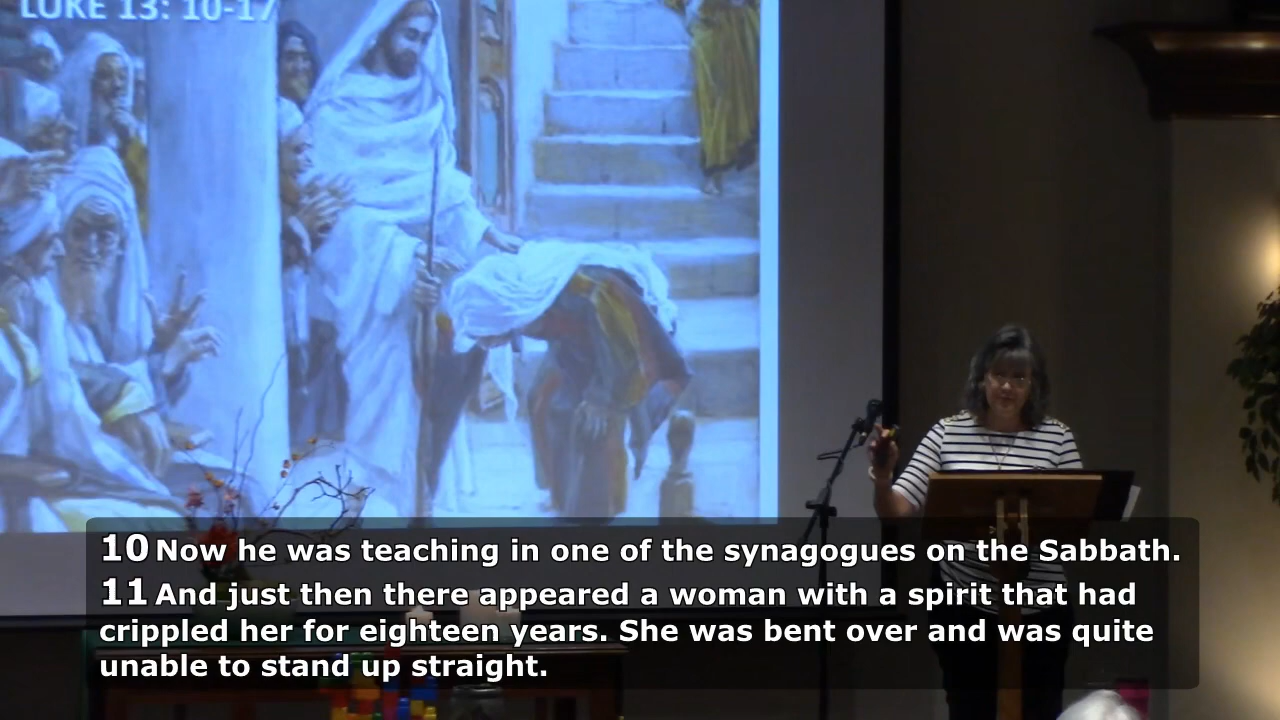 LUKE 13: 10-17
10 Now he was teaching in one of the synagogues on the Sabbath.
11 And just then there appeared a woman with a spirit that had
crippled her for eighteen years. She was bent over and was quite
unable to stand up straight.